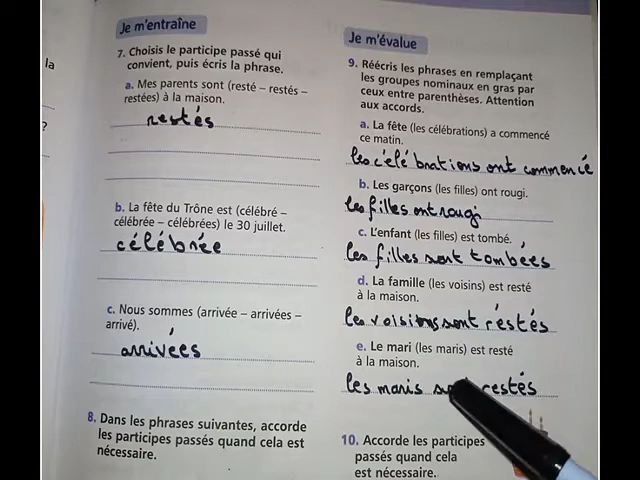 la
?
Je m'entraîne
7. Choisis le participe passé qui
convient, puis écris la phrase.
a. Mes parents sont (resté – restés –
restées) à la maison.
restés
b. La fête du Trône est (célébré –
célébrée – célébrées) le 30 juillet.
célébrée
c. Nous sommes (arrivée – arrivées –
arrivé).
arrivées
8. Dans les phrases suivantes, accorde
les participes passés quand cela est
nécessaire.
Je m'évalue
9. Réécris les phrases en remplaçant
les groupes nominaux en gras par
ceux entre parenthèses. Attention
aux accords.
a. La fête (les célébrations) a commencé
ce matin.
les célébrations ont commencé
b. Les garçons (les filles) ont rougi.
les filles ont rougi
c. L'enfant (les filles) est tombé.
les filles sont tombées
d. La famille (les voisins) est resté
à la maison.
les voisins sont réstés
e. Le mari (les maris) est resté
à la maison.
les maris restés
10. Accorde les participes
passés quand cela
est nécessaire.